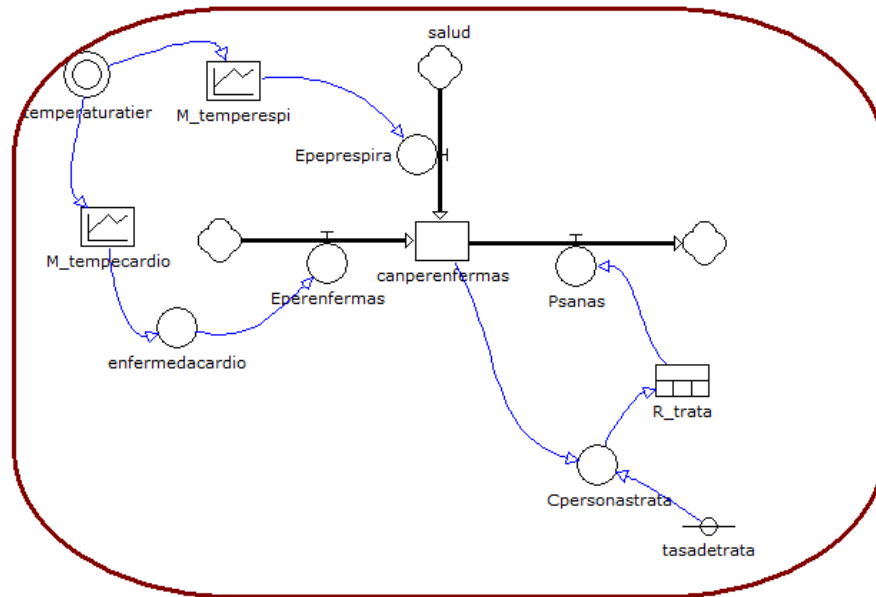 salud
temperaturatier
M_temperespi
Epeprespira
M_tempecardio
Eperenfermas
canperenfermas
Psanas
enfermedacardio
R_trata
Cpersonastrata
tasadetrata